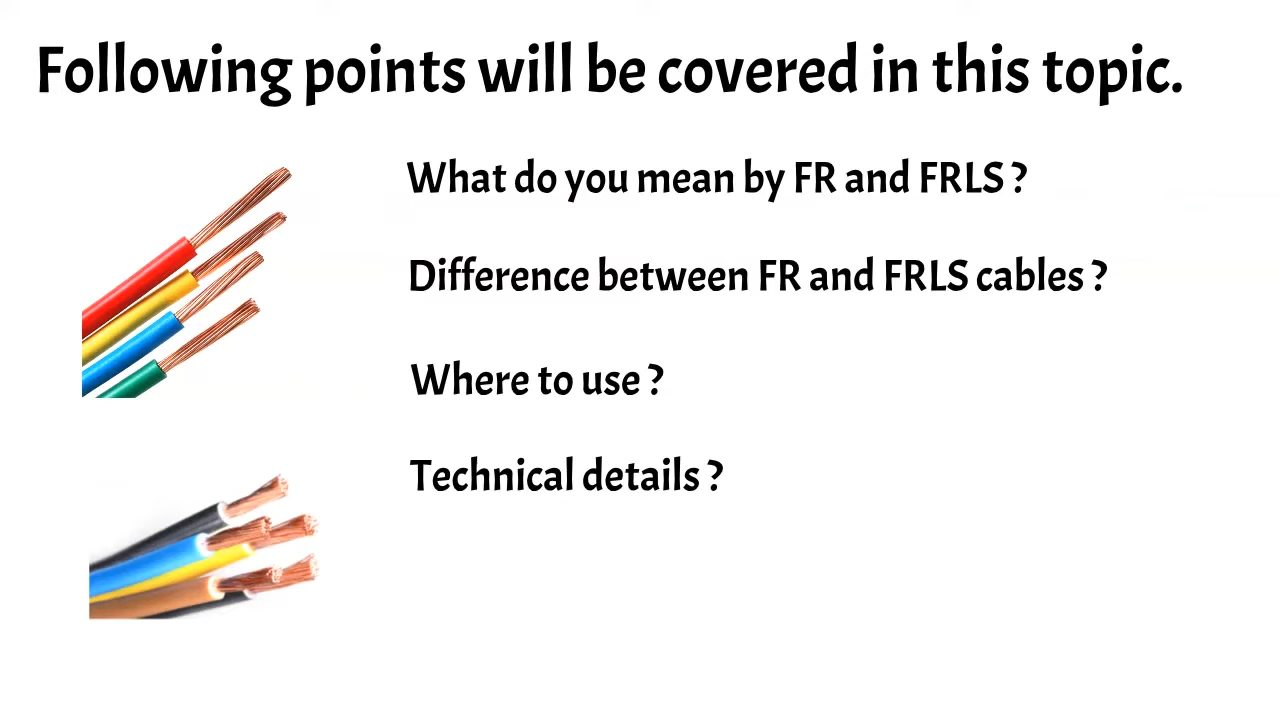 Following points will be covered in this topic.
What do you mean by FR and FRLS ?
Difference between FR and FRLS cables ?
Where to use ?
Technical details ?